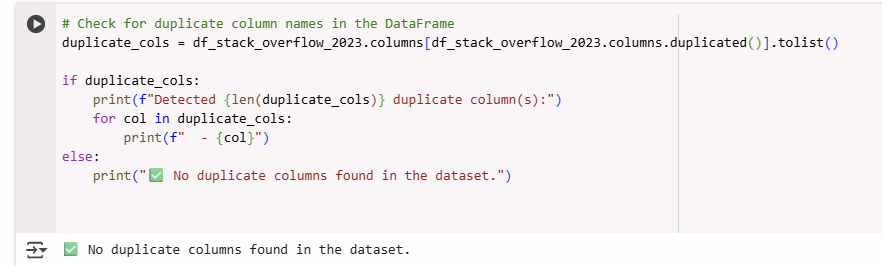 # Check for duplicate column names in the DataFrame
duplicate_cols = df_stack_overflow_2023.columns[df_stack_overflow_2023.columns.duplicated()].tolist()
if duplicate_cols:
    print(f"Detected {len(duplicate_cols)} duplicate column(s):")
    for col in duplicate_cols:
        print(f"  - {col}")
else:
    print("✅ No duplicate columns found in the dataset.")
✅ No duplicate columns found in the dataset.